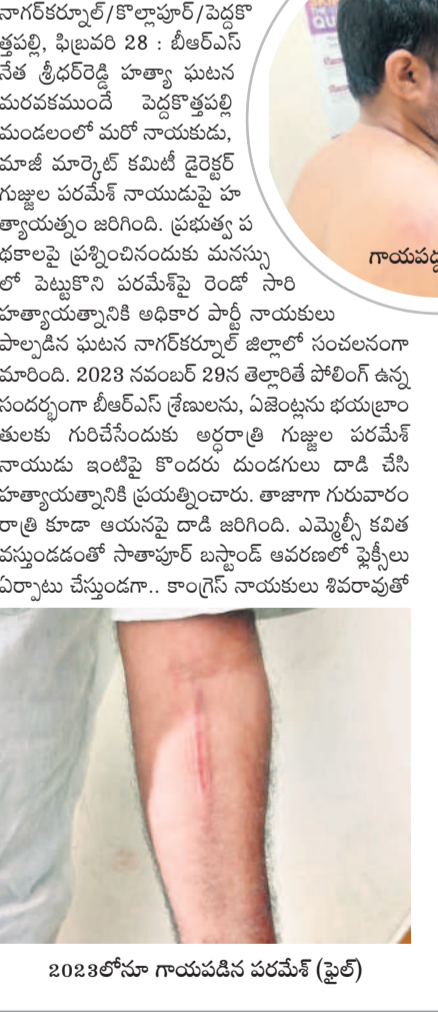 నాగర్‌కర్నూల్/కొల్లాపూర్/పెద్దకొ
త్తపల్లి, ఫిబ్రవరి 28 : బీఆర్ఎస్
నేత శ్రీధర్‌రెడ్డి హత్యా ఘటన
మరవకముందే పెద్దకొత్తపల్లి
మండలంలో మరో నాయకుడు,
మాజీ మార్కెట్ కమిటీ డైరెక్టర్
గుజ్జుల పరమేశ్ నాయుడుపై హ
త్యాయత్నం జరిగింది. ప్రభుత్వ ప
థకాలపై ప్రశ్నించినందుకు మనస్సు
లో పెట్టుకొని పరమేశ్‌పై రెండో సారి
హత్యాయత్నానికి అధికార పార్టీ నాయకులు
పాల్పడిన ఘటన నాగర్‌కర్నూల్ జిల్లాలో సంచలనంగా
మారింది. 2023 నవంబర్ 29న తెల్లారితే పోలింగ్ ఉన్న
సందర్భంగా బీఆర్ఎస్ శ్రేణులను, ఏజెంట్లను భయబ్రాం
తులకు గురిచేసేందుకు అర్ధరాత్రి గుజ్జుల పరమేశ్
నాయుడు ఇంటిపై కొందరు దుండగులు దాడి చేసి
హత్యాయత్నానికి ప్రయత్నించారు. తాజాగా గురువారం
రాత్రి కూడా ఆయనపై దాడి జరిగింది. ఎమ్మెల్సీ కవిత
వస్తుండడంతో సాతాపూర్ బస్టాండ్ ఆవరణలో ఫ్లెక్సీలు
ఏర్పాటు చేస్తుండగా.. కాంగ్రెస్ నాయకులు శివరావుతో
2023లోనూ గాయపడిన పరమేశ్ (ఫైల్)